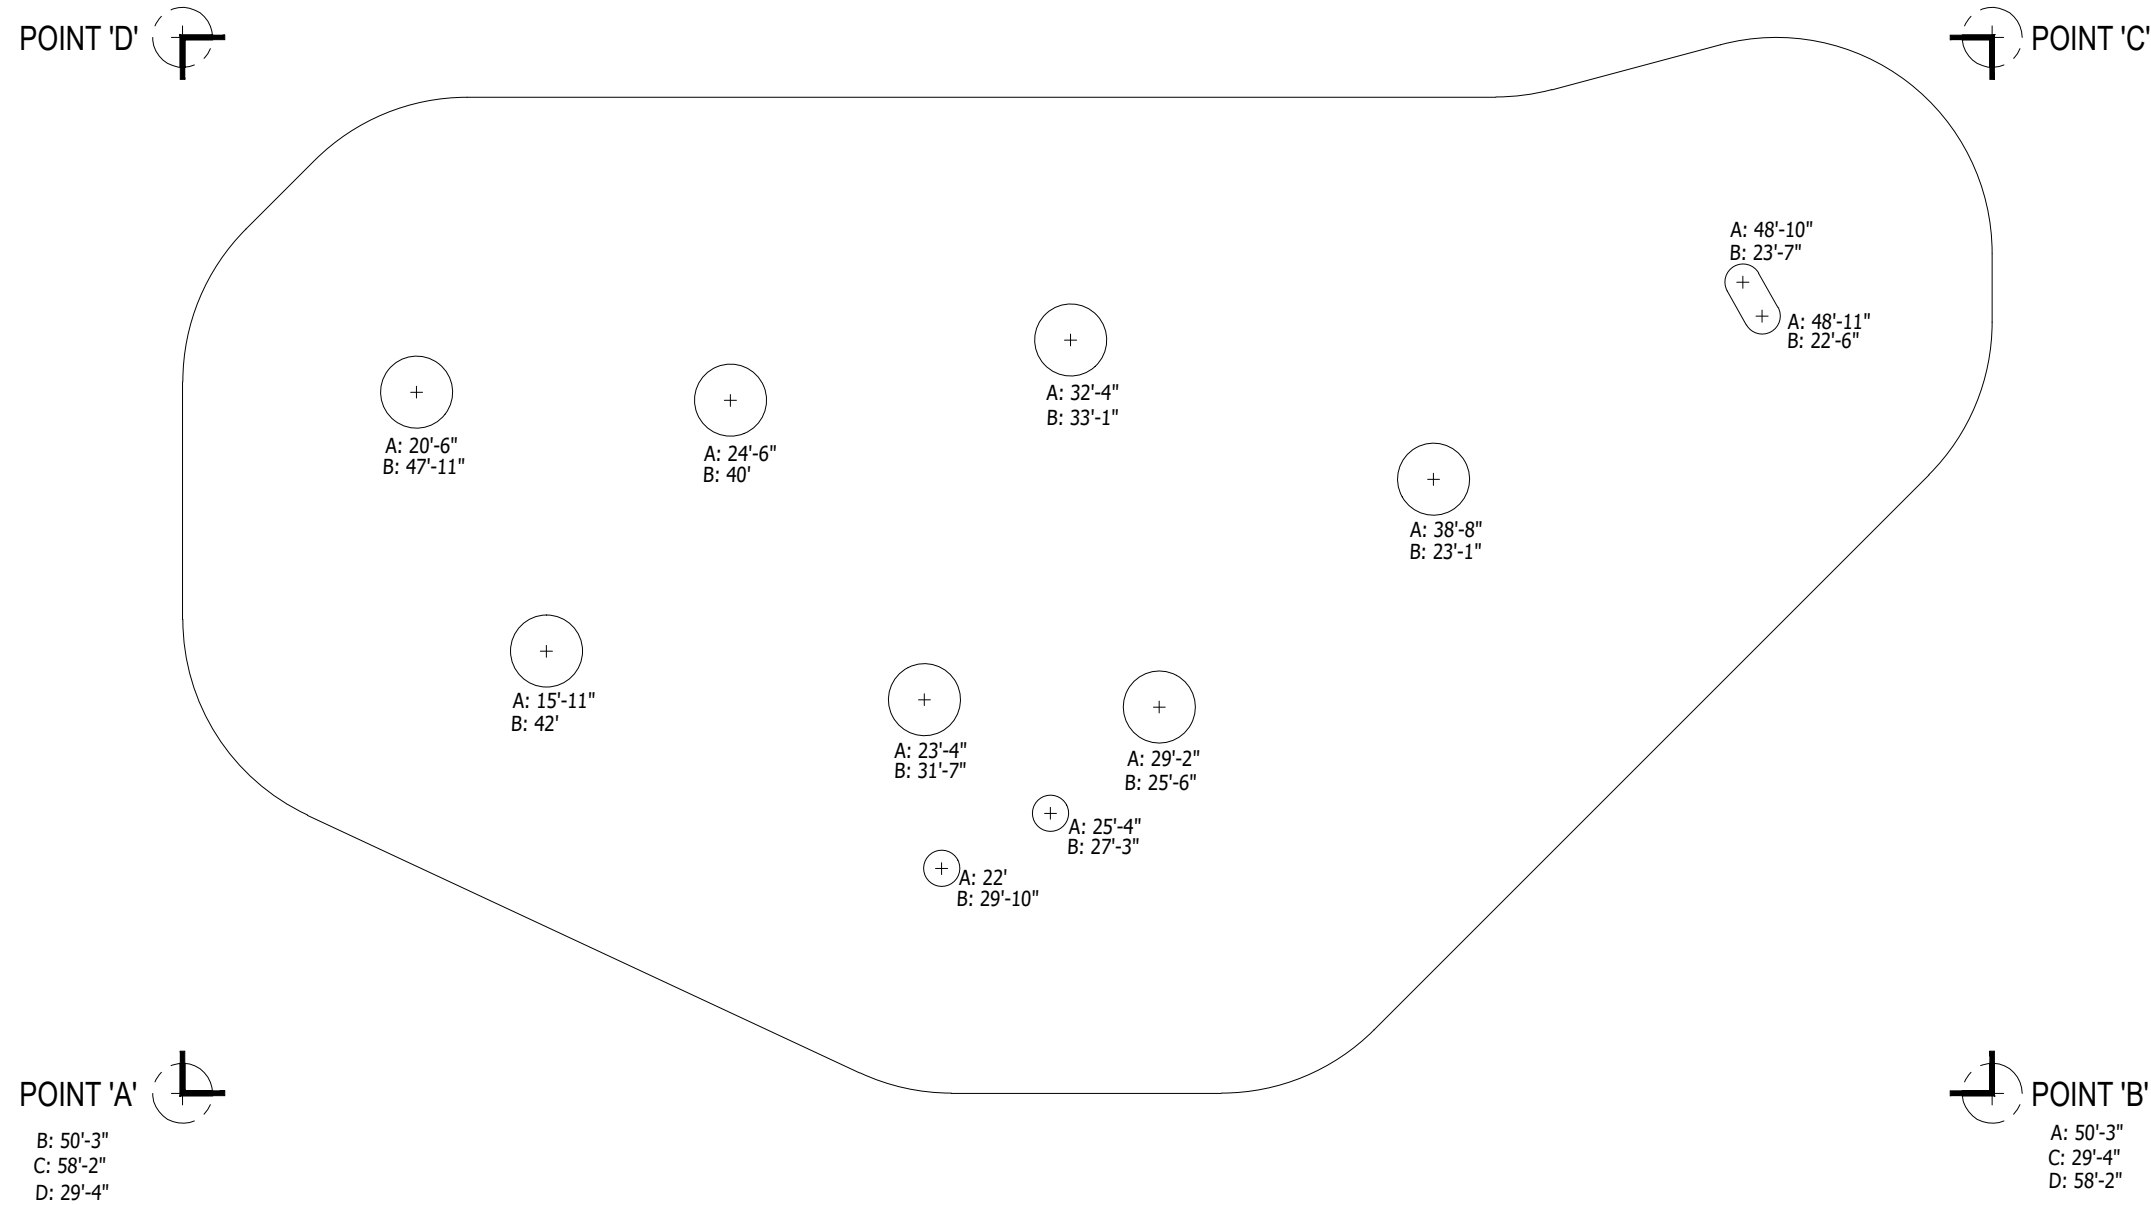 POINT 'D'
POINT 'C'
A: 48'-10"
B: 23'-7"
A: 48'-11"
B: 22'-6"
A: 32'-4"
B: 33'-1"
A: 20'-6"
B: 47'-11"
A: 24'-6"
B: 40'
A: 38'-8"
B: 23'-1"
A: 15'-11"
B: 42'
A: 23'-4"
B: 31'-7"
A: 29'-2"
B: 25'-6"
A: 25'-4"
B: 27'-3"
A: 22'
B: 29'-10"
POINT 'A'
B: 50'-3"
C: 58'-2"
D: 29'-4"
POINT 'B'
A: 50'-3"
C: 29'-4"
D: 58'-2"